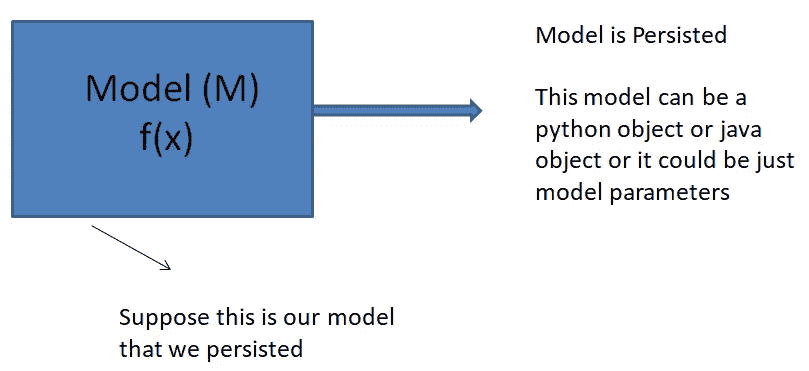 Model (M)
f(x)
Model is Persisted
This model can be a
python object or java
object or it could be just
model parameters
Suppose this is our model
that we persisted